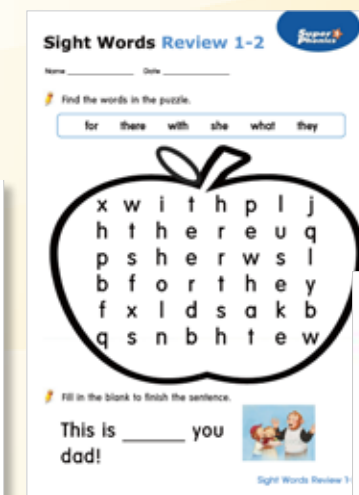 Super
Phonics
Sight Words Review 1-2
Name ____________ Date ____________
Find the words in the puzzle.
for there with she what they
x w i t h p l j
h t h e r e u q
p s h e r w s l
b f o r t h e y
f x l d s a k b
q s n b h t e w
Fill in the blank to finish the sentence.
This is ______ you
dad!
Sight Words Review 1-